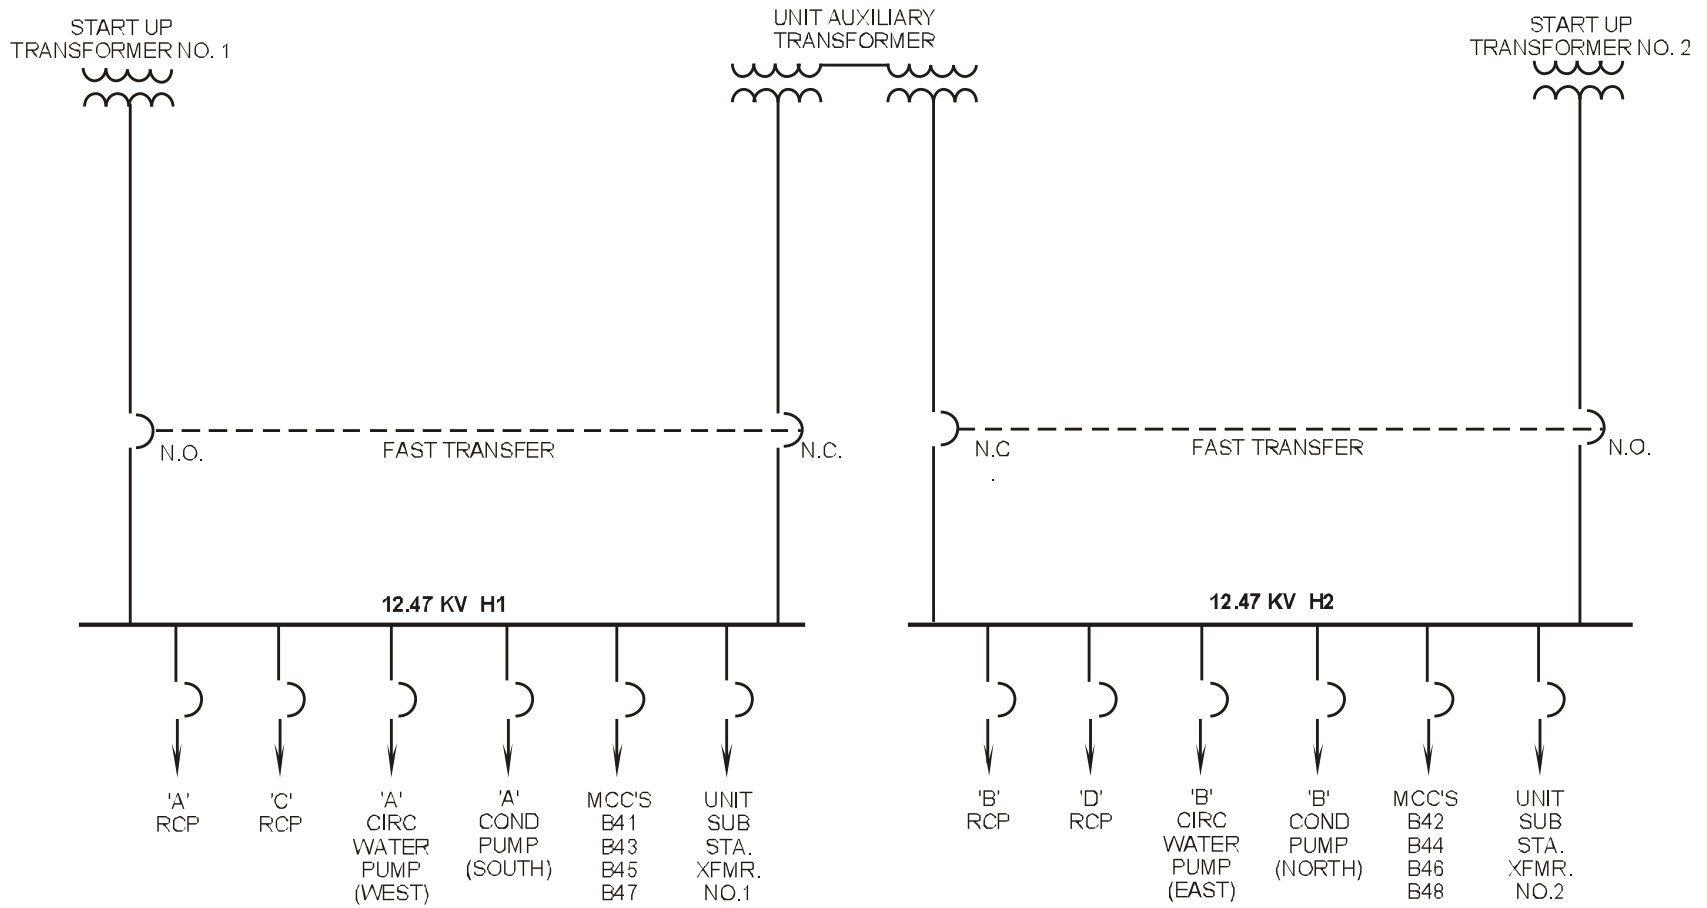 START UP
TRANSFORMER NO. 1
UNIT AUXILIARY
TRANSFORMER
START UP
TRANSFORMER NO. 2
N.O.
FAST TRANSFER
N.C.
N.C
.
FAST TRANSFER
N.O.
12.47 KV H1
12.47 KV H2
'A'
RCP
'C'
RCP
'A'
CIRC
WATER
PUMP
(WEST)
'A'
COND
PUMP
(SOUTH)
MCC'S
B41
B43
B45
B47
UNIT
SUB
STA.
XFMR.
NO.1
'B'
RCP
'D'
RCP
'B'
CIRC
WATER
PUMP
(EAST)
'B'
COND
PUMP
(NORTH)
MCC'S
B42
B44
B46
B48
UNIT
SUB
STA.
XFMR.
NO.2